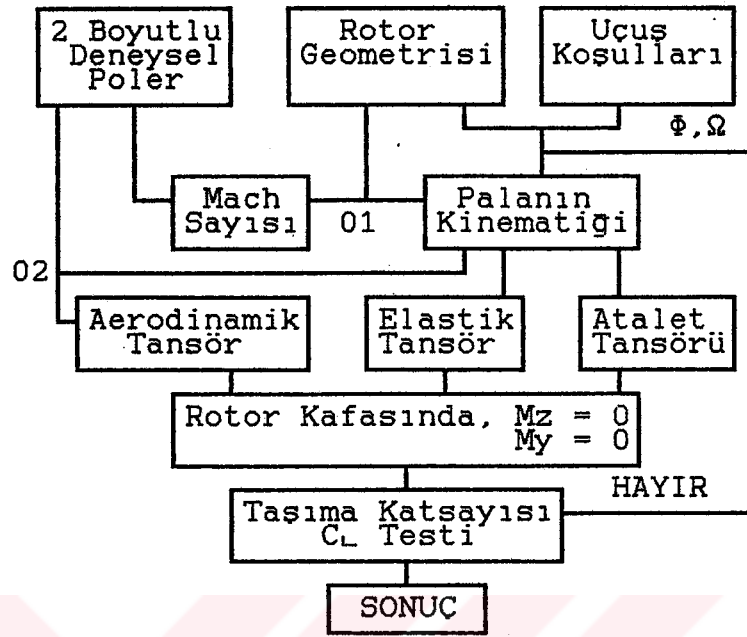 2 Boyutlu
Deneysel
Poler
Rotor
Geometrisi
Uçuş
Koşulları
Φ,Ω
Mach
Sayısı
01
Palanın
Kinematiği
02
Aerodinamik
Tansör
Elastik
Tansör
Atalet
Tansörü
Rotor Kafasında, Mz = 0
My = 0
HAYIR
Taşıma Katsayısı
C∟ Testi
SONUÇ